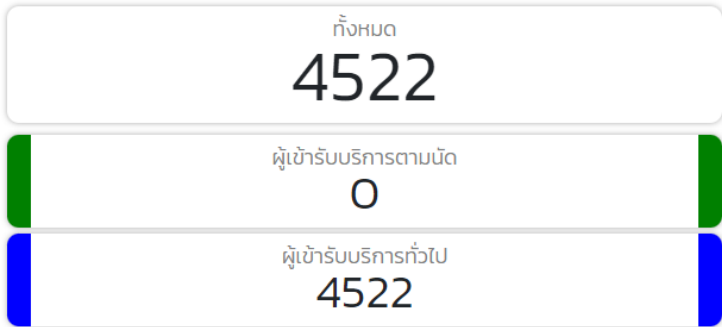 ทั้งหมด
4522
ผู้เข้ารับบริการตามนัด
0
ผู้เข้ารับบริการทั่วไป
4522